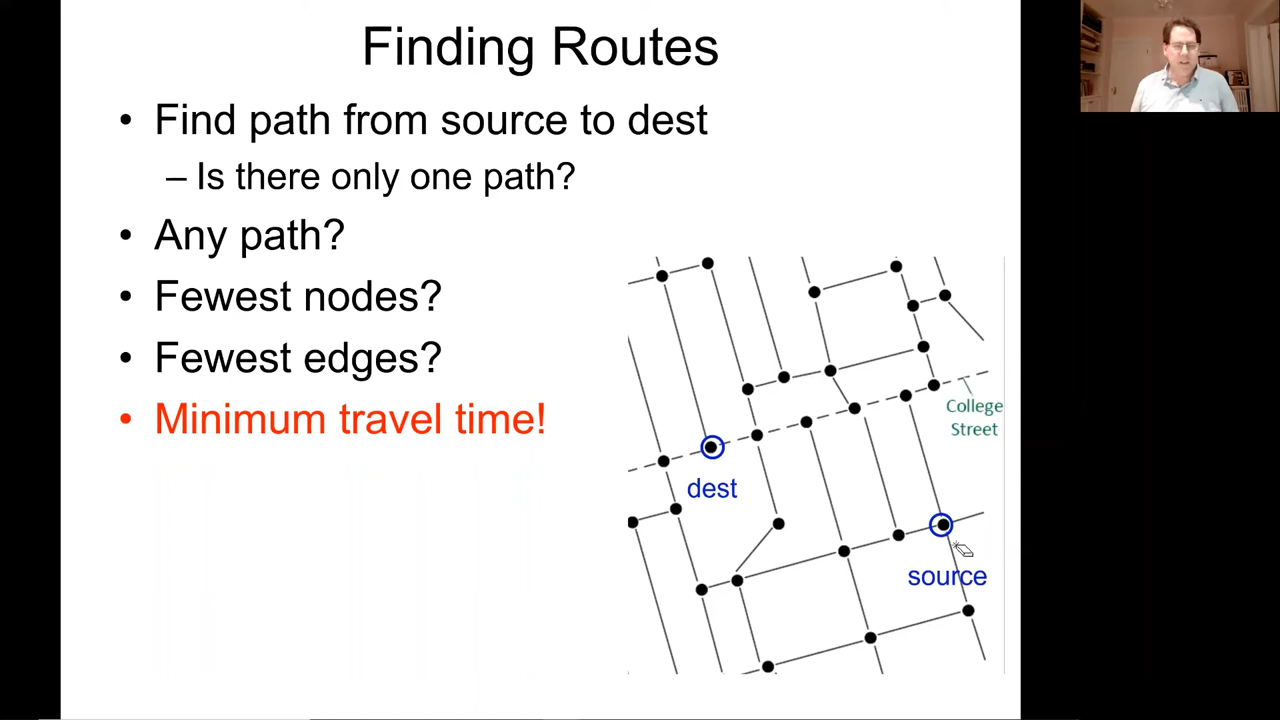 Finding Routes
• Find path from source to dest
– Is there only one path?
• Any path?
• Fewest nodes?
• Fewest edges?
• Minimum travel time!
College
Street
dest
source